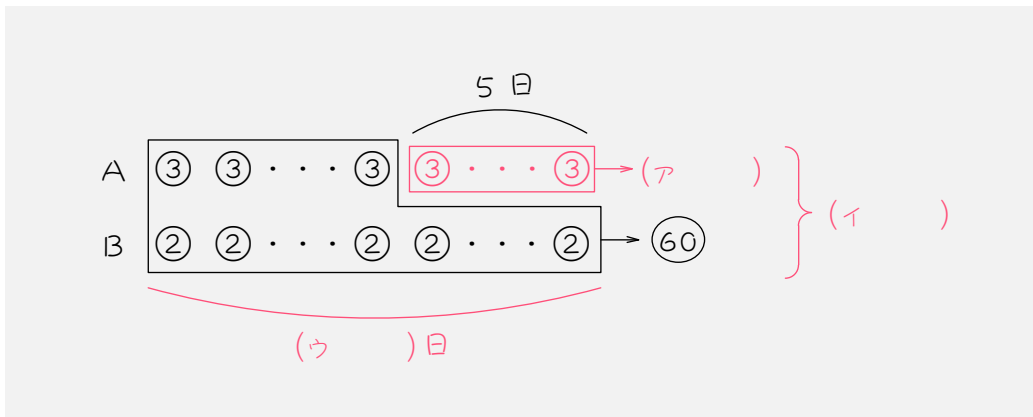 5日
A ③ ③ ・・・ ③ ③ ・・・ ③ → (ア　　)
(イ　　)
B ② ② ・・・ ② ② ・・・ ② → 60
(ウ　　)日